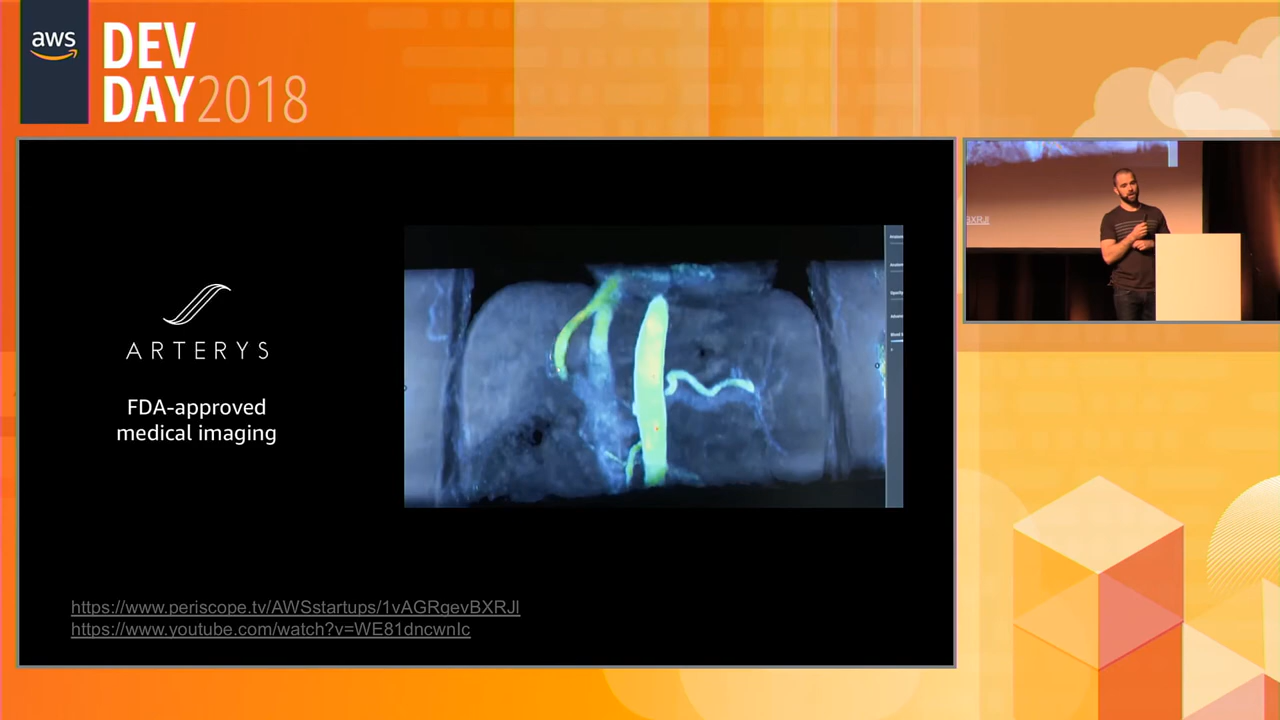 aws
DEV
DAY2018
ARTERYS
FDA-approved
medical imaging
https://www.periscope.tv/AWSstartups/1vAGRgevBXRJl
https://www.youtube.com/watch?v=WE81dncwnIc
BXRJl